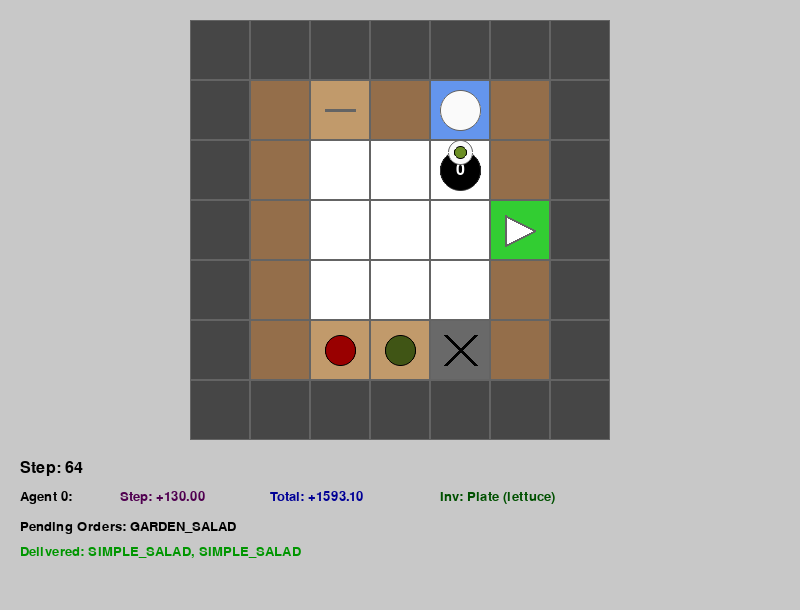 0
Step: 64
Agent 0: Step: +130.00 Total: +1593.10 Inv: Plate (lettuce)
Pending Orders: GARDEN_SALAD
Delivered: SIMPLE_SALAD, SIMPLE_SALAD